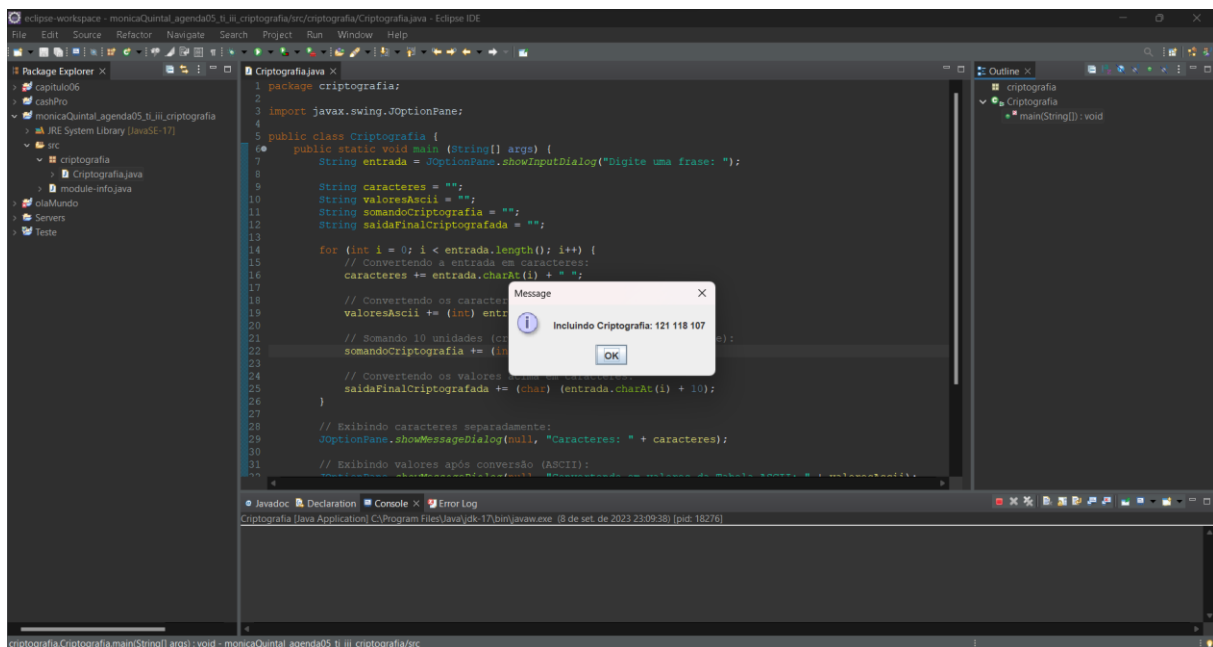 eclipse-workspace - monicaQuintal_agenda05_ti_iii_criptografia/src/criptografia/Criptografia.java - Eclipse IDE
File Edit Source Refactor Navigate Search Project Run Window Help
Package Explorer
capitulo06
cashPro
monicaQuintal_agenda05_ti_iii_criptografia
JRE System Library [JavaSE-17]
src
criptografia
Criptografia.java
module-info.java
olaMundo
Servers
Teste
Criptografia.java
1 package criptografia;
2
3 import javax.swing.JOptionPane;
4
5 public class Criptografia {
6 public static void main (String[] args) {
7 String entrada = JOptionPane.showInputDialog("Digite uma frase: ");
8
9 String caracteres = "";
10 String valoresAscii = "";
11 String somandoCriptografia = "";
12 String saidaFinalCriptografada = "";
13
14 for (int i = 0; i < entrada.length(); i++) {
15 // Convertendo a entrada em caracteres:
16 caracteres += entrada.charAt(i) + " ";
17
18 // Convertendo os
19 valoresAscii += (int)
20
21 // Somando 10 unidades
22 somandoCriptografia +=
23
24 // Convertendo os valores
25 saidaFinalCriptografada += (char) (entrada.charAt(i) + 10);
26 }
27
28 // Exibindo caracteres separadamente:
29 JOptionPane.showMessageDialog(null, "Caracteres: " + caracteres);
30
31 // Exibindo valores após conversão (ASCII):
Message
Incluindo Criptografia: 121 118 107
OK
Outline
criptografia
Criptografia
main(String[]) : void
Javadoc Declaration Console Error Log
Criptografia [Java Application] C:\Program Files\Java\jdk-17\bin\javaw.exe (8 de set. de 2023 23:09:38) [pid: 18276]
criptografia.Criptografia.main(String[] args) : void - monicaQuintal_agenda05_ti_iii_criptografia/src